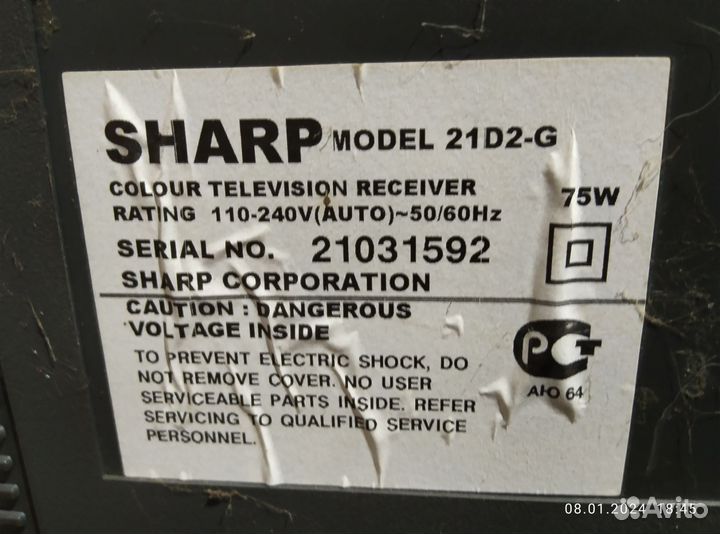 SHARP MODEL 21D2-G
COLOUR TELEVISION RECEIVER 75W
RATING 110-240V(AUTO)~50/60Hz
SERIAL NO. 21031592
SHARP CORPORATION
CAUTION : DANGEROUS
VOLTAGE INSIDE
TO PREVENT ELECTRIC SHOCK, DO
NOT REMOVE COVER. NO USER
SERVICEABLE PARTS INSIDE. REFER
SERVICING TO QUALIFIED SERVICE
PERSONNEL.
РСТ
64
08.01.2024 18:45
Avito